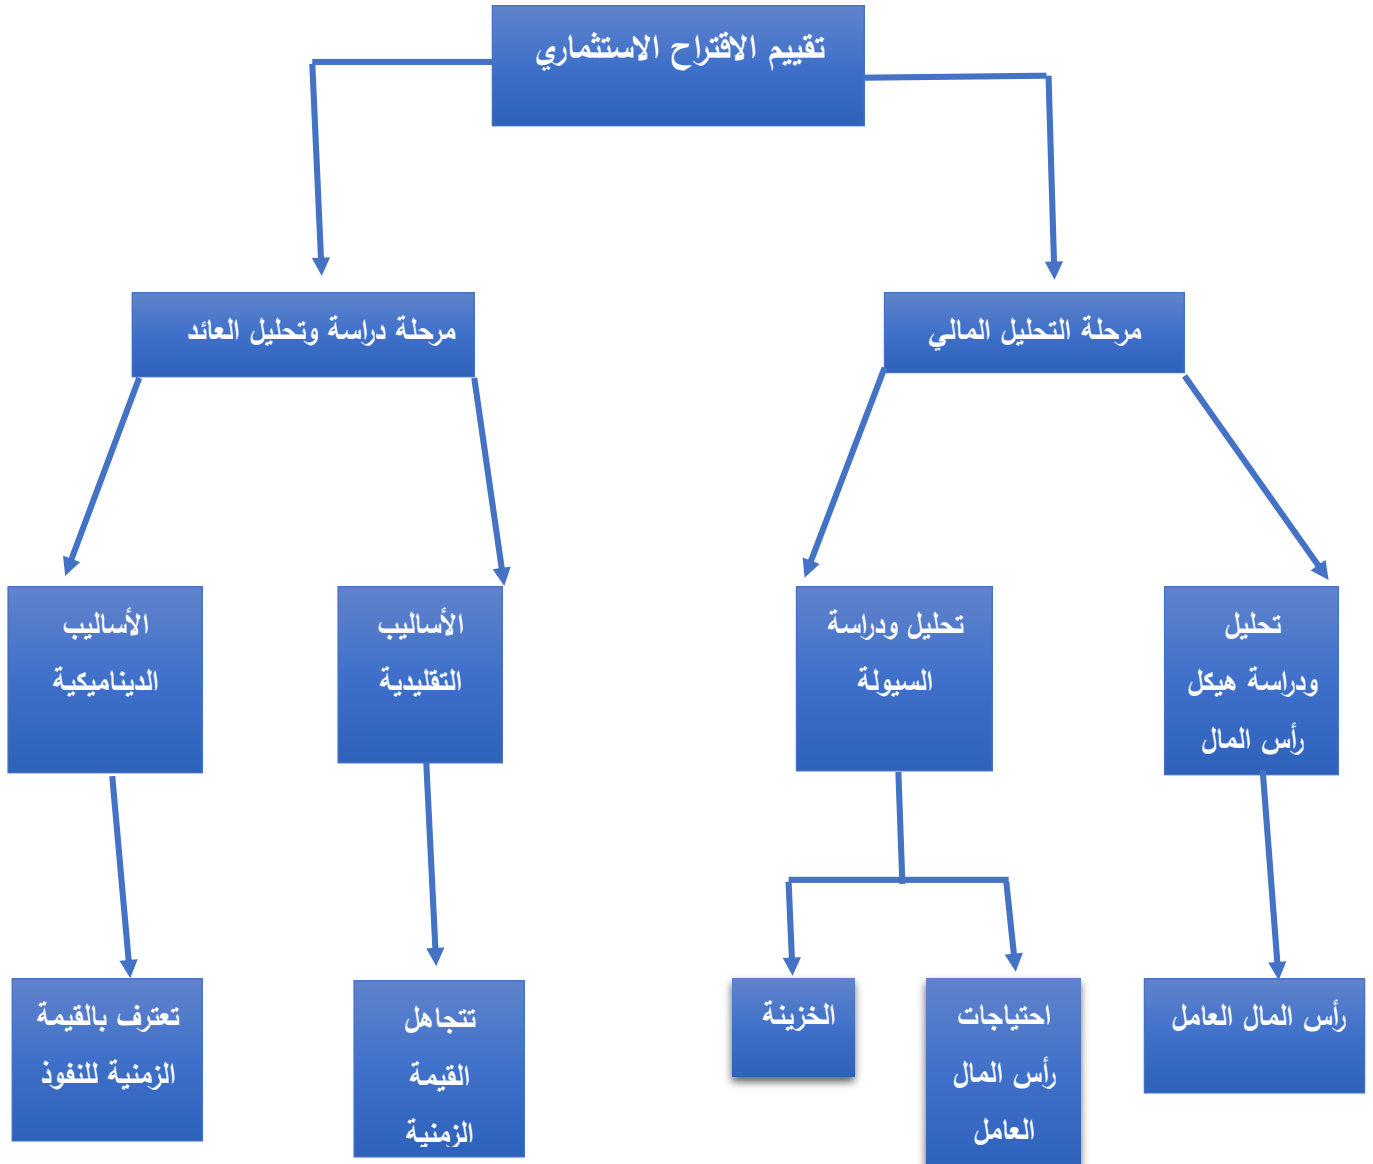 تقييم الاقتراح الاستثماري
مرحلة التحليل المالي
مرحلة دراسة وتحليل العائد
تحليل
ودراسة هيكل
رأس المال
تحليل ودراسة
السيولة
الأساليب
التقليدية
الأساليب
الديناميكية
رأس المال العامل
احتياجات
رأس المال
العامل
الخزينة
تتجاهل
القيمة
الزمنية
تعترف بالقيمة
الزمنية للنفوذ